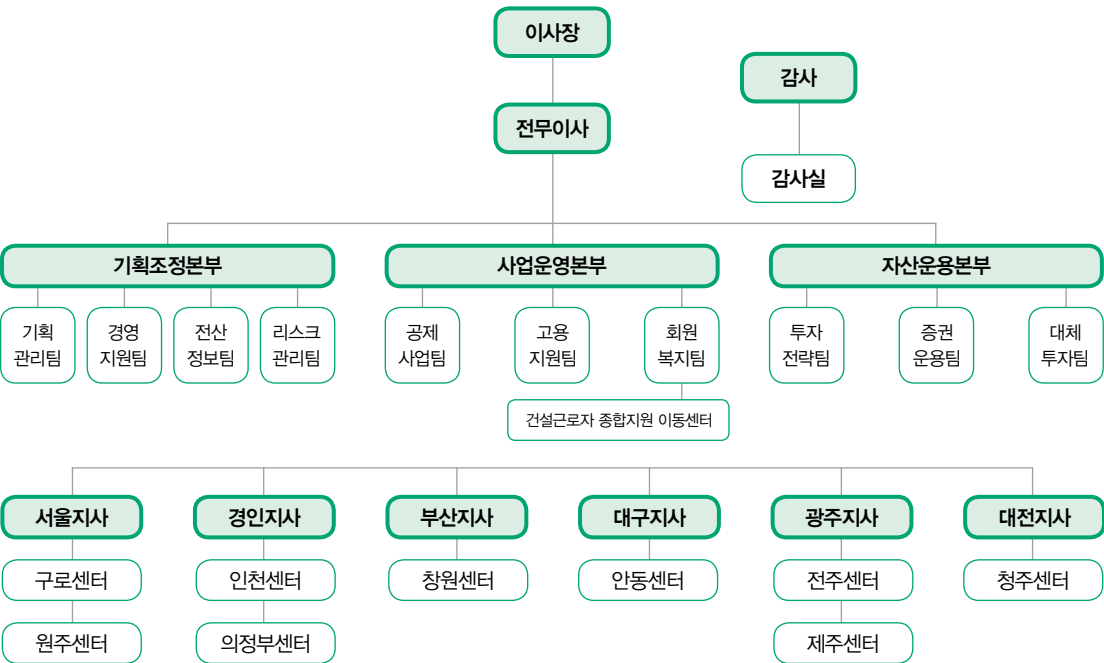 이사장
감사
전무이사
감사실
기획조정본부
사업운영본부
자산운용본부
기획
관리팀
경영
지원팀
전산
정보팀
리스크
관리팀
공제
사업팀
고용
지원팀
회원
복지팀
투자
전략팀
증권
운용팀
대체
투자팀
건설근로자 종합지원 이동센터
서울지사
경인지사
부산지사
대구지사
광주지사
대전지사
구로센터
인천센터
창원센터
안동센터
전주센터
청주센터
원주센터
의정부센터
제주센터